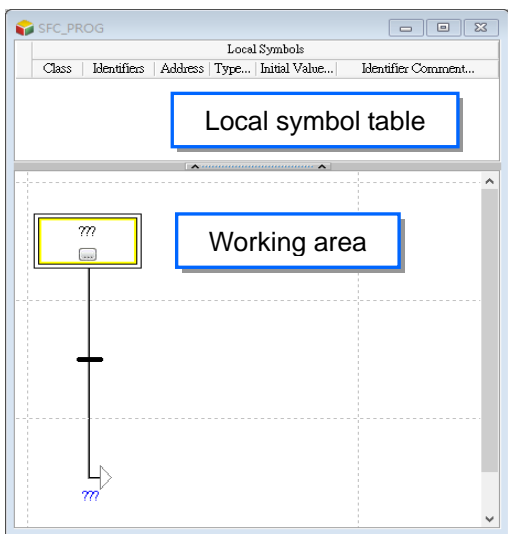 SFC_PROG
Local Symbols
Class Identifiers Address Type... Initial Value... Identifier Comment...
Local symbol table
???
...
Working area
???